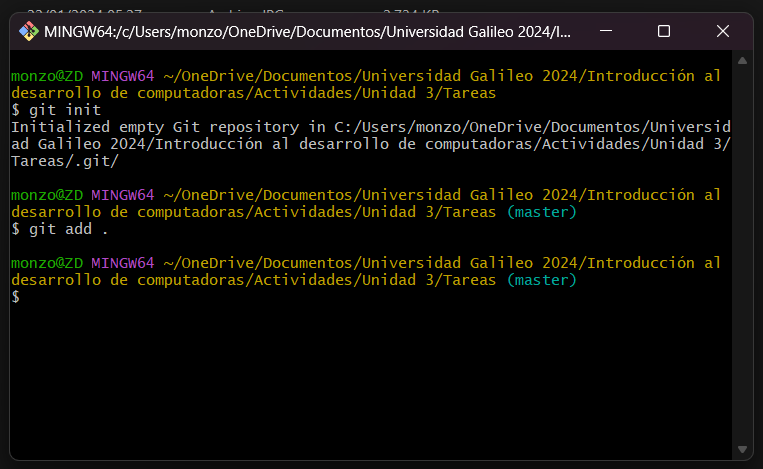 MINGW64:/c/Users/monzo/OneDrive/Documentos/Universidad Galileo 2024/I...
monzo@ZD MINGW64 ~/OneDrive/Documentos/Universidad Galileo 2024/Introducción al
desarrollo de computadoras/Actividades/Unidad 3/Tareas
$ git init
Initialized empty Git repository in C:/Users/monzo/OneDrive/Documentos/Universid
ad Galileo 2024/Introducción al desarrollo de computadoras/Actividades/Unidad 3/
Tareas/.git/
monzo@ZD MINGW64 ~/OneDrive/Documentos/Universidad Galileo 2024/Introducción al
desarrollo de computadoras/Actividades/Unidad 3/Tareas (master)
$ git add .
monzo@ZD MINGW64 ~/OneDrive/Documentos/Universidad Galileo 2024/Introducción al
desarrollo de computadoras/Actividades/Unidad 3/Tareas (master)
$